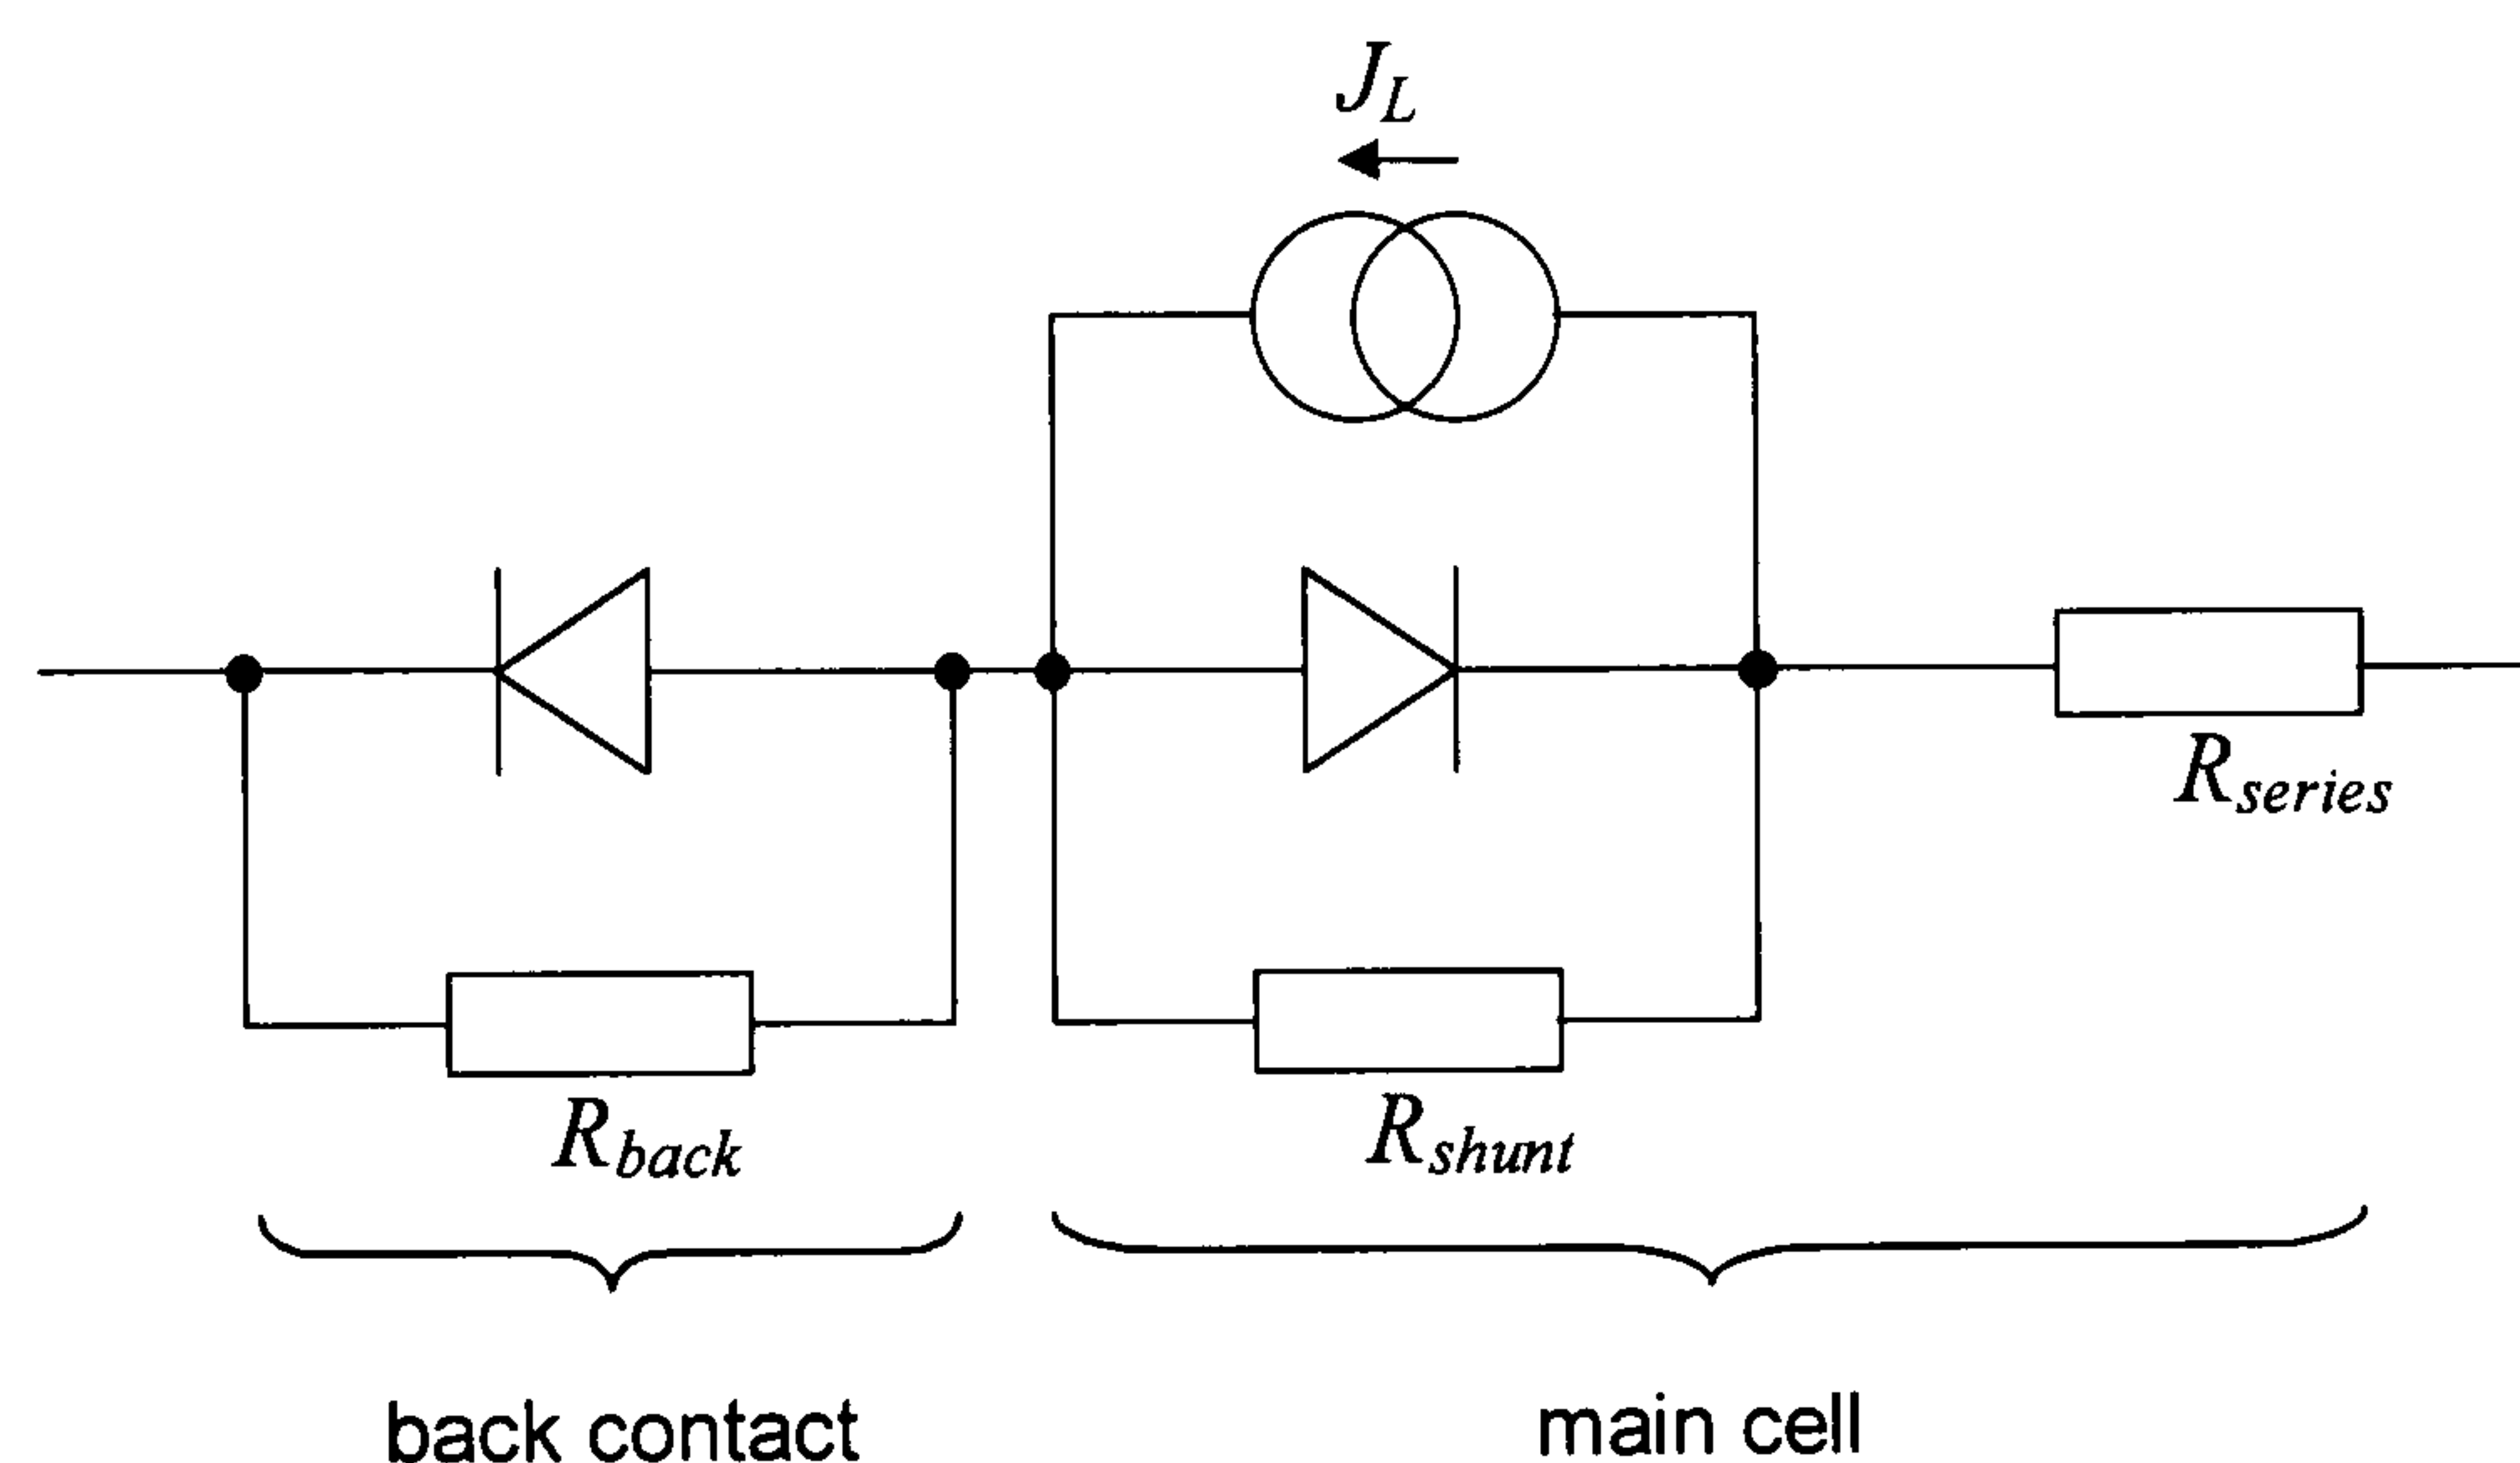 J_L
R_series
R_back
R_shunt
back contact
main cell